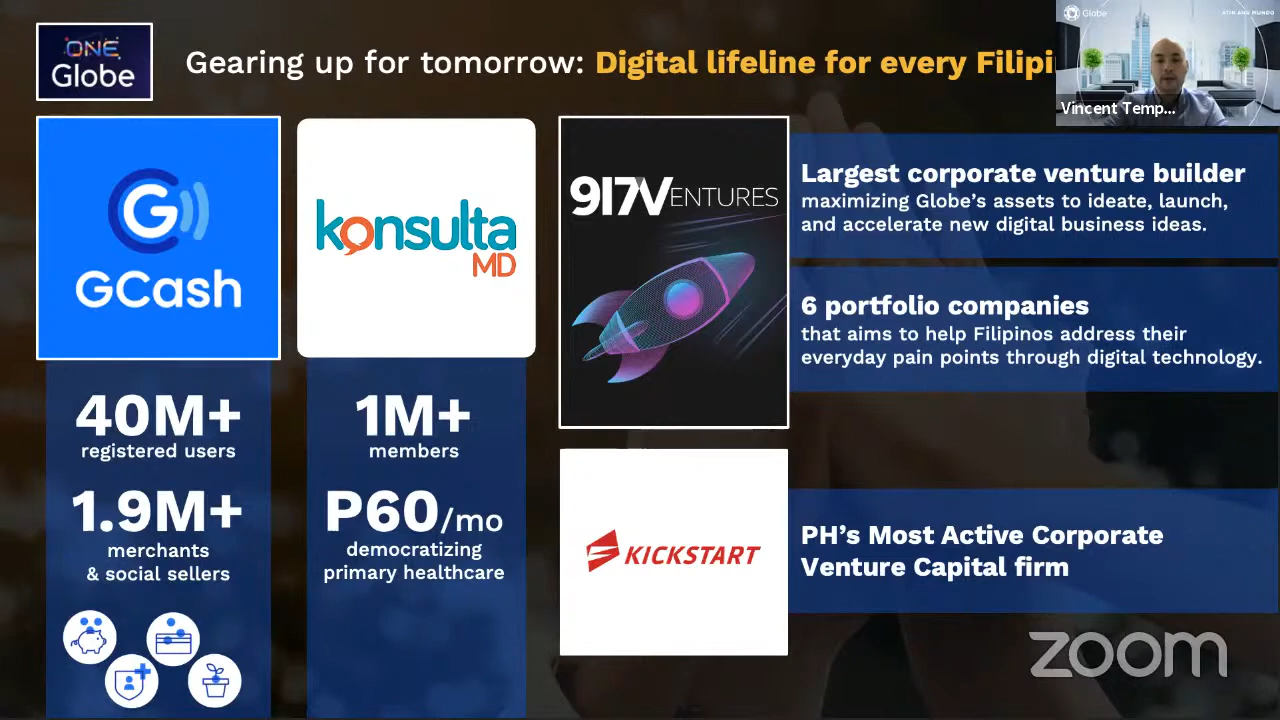 ONE
Globe
Gearing up for tomorrow: Digital lifeline for every Filipi
Globe
ATIN ANG MUNDO
Vincent Temp...
GCash
40M+
registered users
1.9M+
merchants
& social sellers
konsulta
MD
1M+
members
P60/mo
democratizing
primary healthcare
917VENTURES
Largest corporate venture builder
maximizing Globe's assets to ideate, launch,
and accelerate new digital business ideas.
6 portfolio companies
that aims to help Filipinos address their
everyday pain points through digital technology.
KICKSTART
PH's Most Active Corporate
Venture Capital firm
zoom